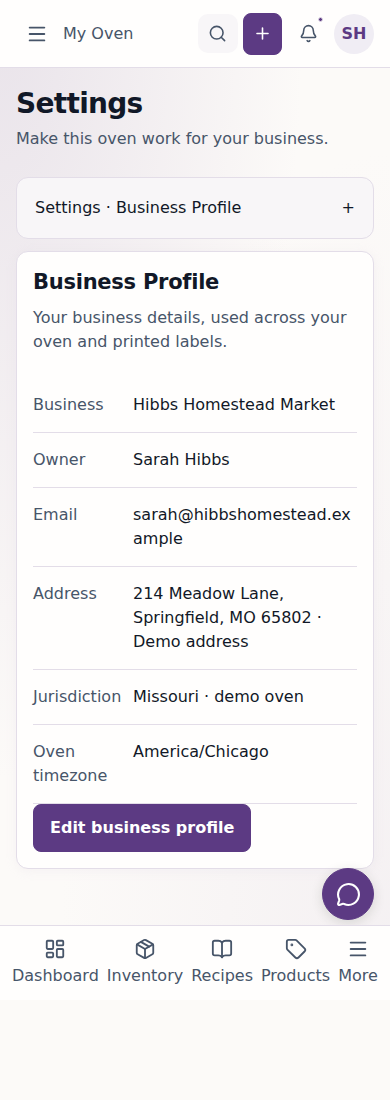 My Oven
SH
Settings
Make this oven work for your business.
Settings · Business Profile +
Business Profile
Your business details, used across your
oven and printed labels.
Business Hibbs Homestead Market
Owner Sarah Hibbs
Email sarah@hibbshomestead.ex
ample
Address 214 Meadow Lane,
Springfield, MO 65802 ·
Demo address
Jurisdiction Missouri · demo oven
Oven America/Chicago
timezone
Edit business profile
Dashboard Inventory Recipes Products More